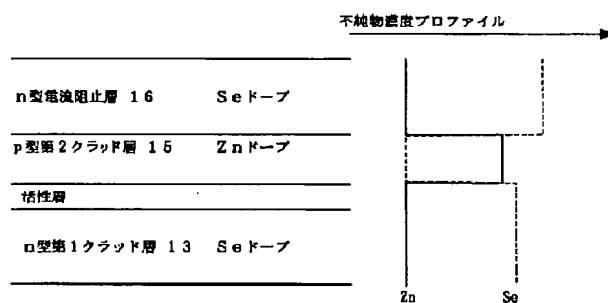 不純物濃度プロファイル
n型電流阻止層 16 Seドープ
p型第2クラッド層 15 Znドープ
活性層
n型第1クラッド層 13 Seドープ
Zn Se